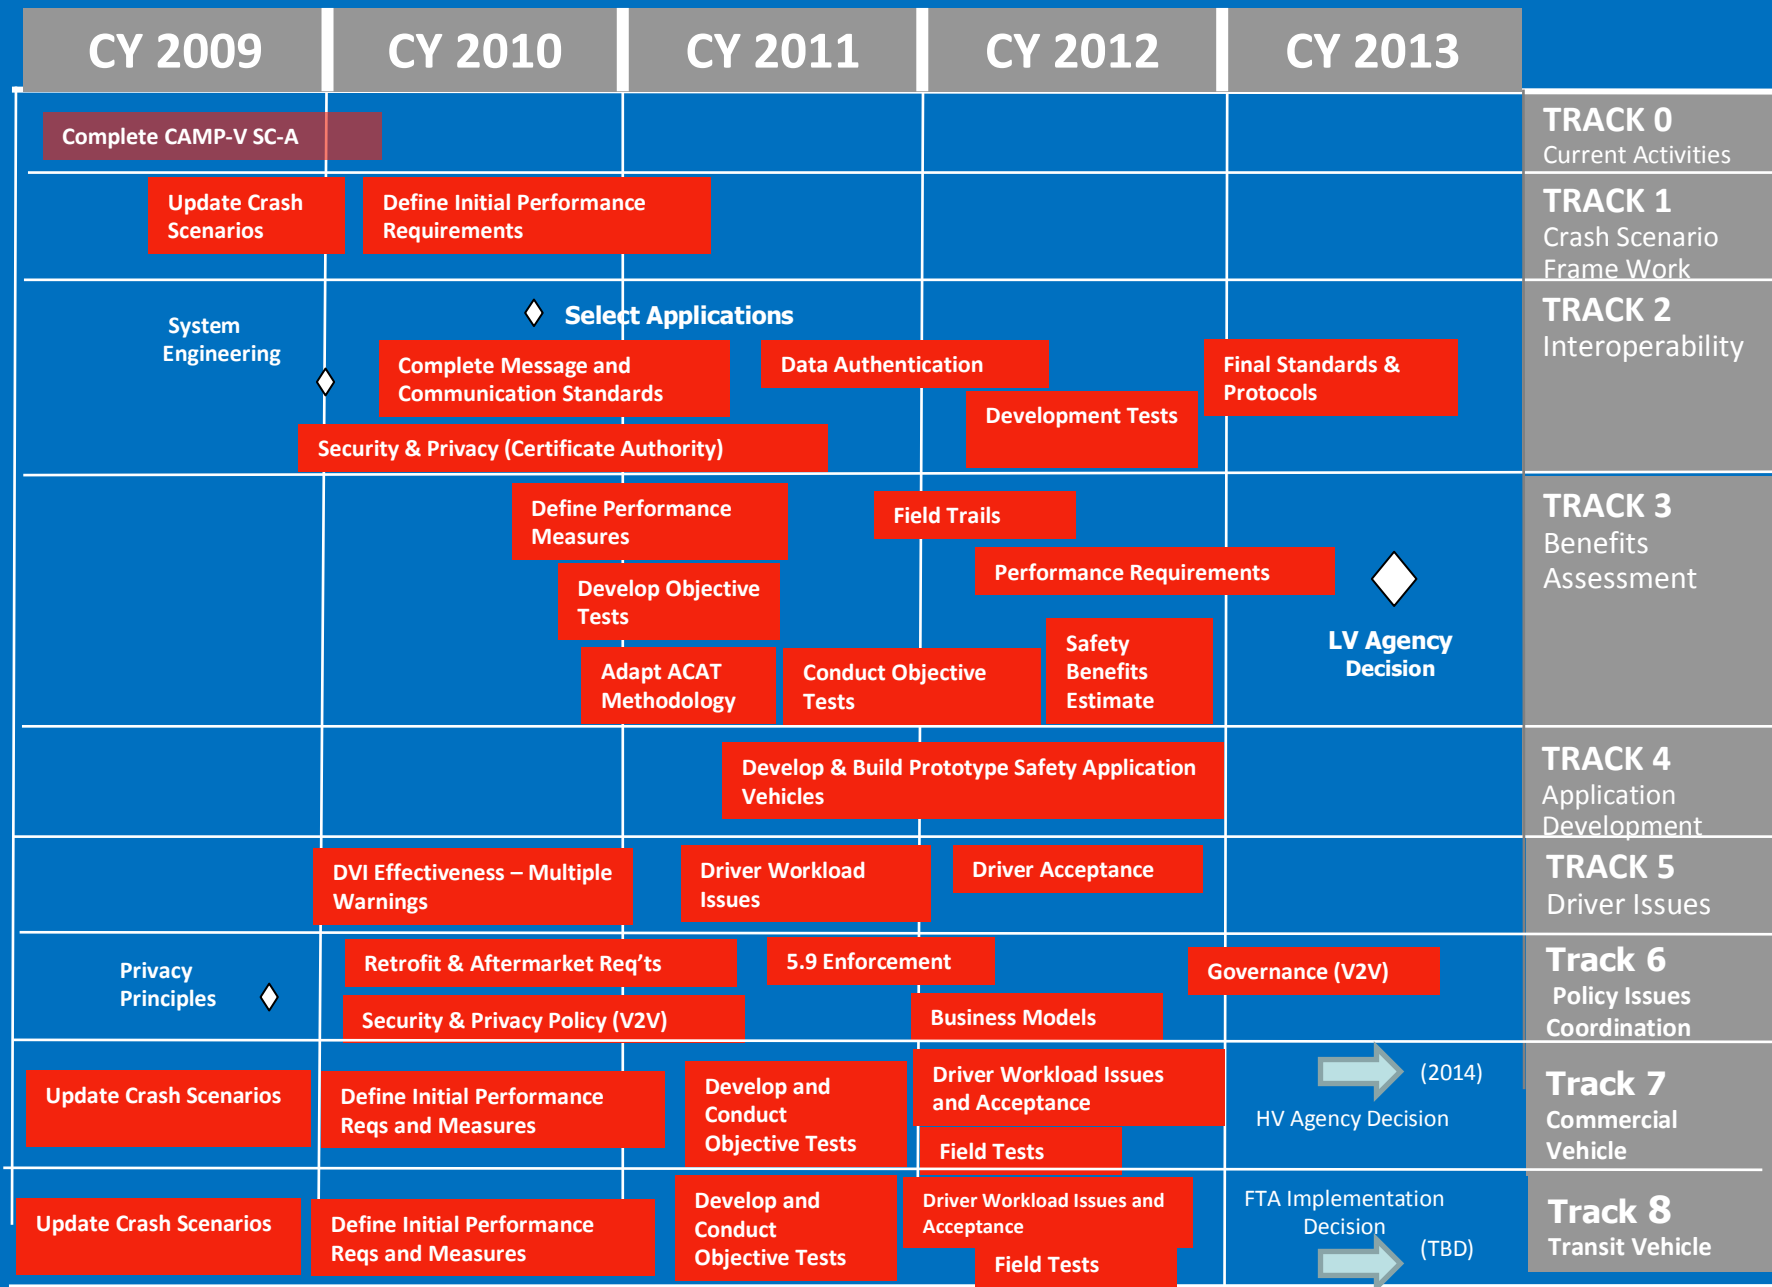 CY 2009
CY 2010
CY 2011
CY 2012
CY 2013
Complete CAMP-V SC-A
TRACK 0
Current Activities
Update Crash
Scenarios
Define Initial Performance
Requirements
TRACK 1
Crash Scenario
Frame Work
System
Engineering
Select Applications
Complete Message and
Communication Standards
Security & Privacy (Certificate Authority)
Data Authentication
Development Tests
Final Standards &
Protocols
TRACK 2
Interoperability
Define Performance
Measures
Develop Objective
Tests
Adapt ACAT
Methodology
Field Trails
Performance Requirements
Conduct Objective
Tests
Safety
Benefits
Estimate
LV Agency
Decision
TRACK 3
Benefits
Assessment
Develop & Build Prototype Safety Application
Vehicles
TRACK 4
Application
Development
DVI Effectiveness – Multiple
Warnings
Driver Workload
Issues
Driver Acceptance
TRACK 5
Driver Issues
Privacy
Principles
Retrofit & Aftermarket Req’ts
Security & Privacy Policy (V2V)
5.9 Enforcement
Business Models
Governance (V2V)
Track 6
Policy Issues
Coordination
Update Crash Scenarios
Define Initial Performance
Reqs and Measures
Develop and
Conduct
Objective Tests
Driver Workload Issues
and Acceptance
Field Tests
(2014)
HV Agency Decision
Track 7
Commercial
Vehicle
Update Crash Scenarios
Define Initial Performance
Reqs and Measures
Develop and
Conduct
Objective Tests
Driver Workload Issues and
Acceptance
Field Tests
FTA Implementation
Decision
(TBD)
Track 8
Transit Vehicle